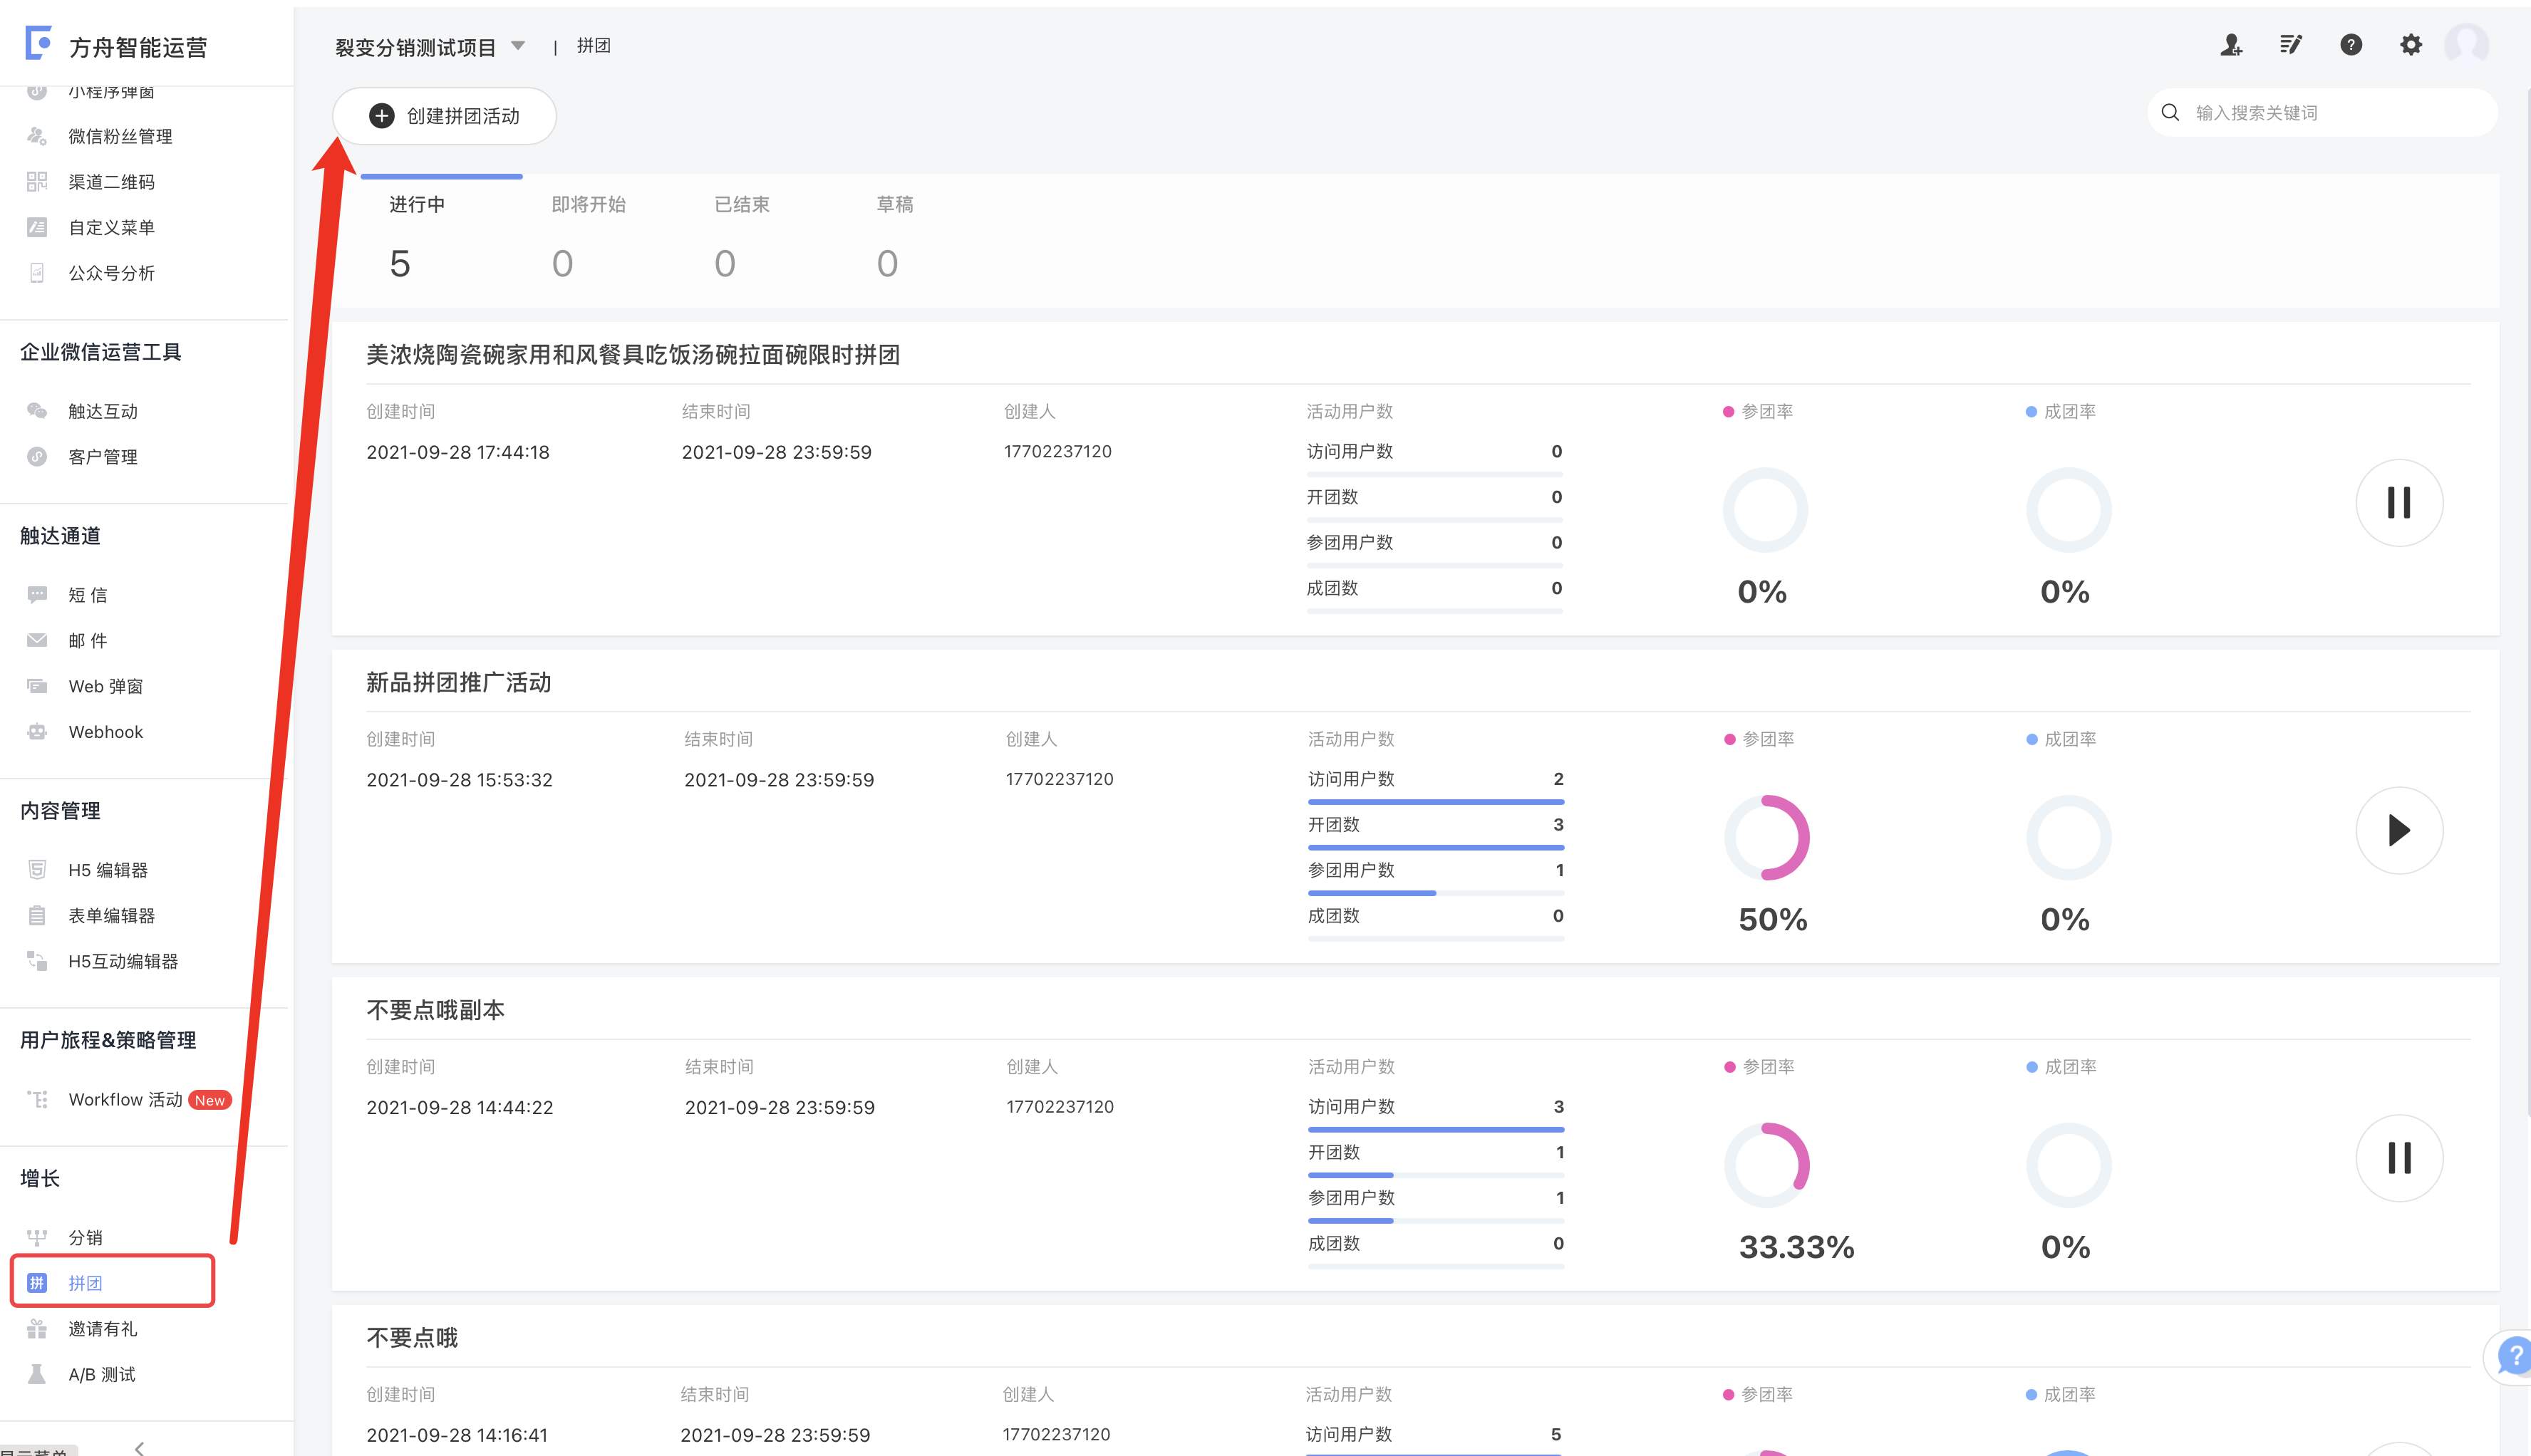 方舟智能运营
小程序弹窗
微信粉丝管理
渠道二维码
自定义菜单
公众号分析
企业微信运营工具
触达互动
客户管理
触达通道
短 信
邮 件
Web 弹窗
Webhook
内容管理
H5 编辑器
表单编辑器
H5互动编辑器
用户旅程&策略管理
Workflow 活动 New
增长
分销
拼 拼团
邀请有礼
A/B 测试
显示菜单
裂变分销测试项目 | 拼团
创建拼团活动
输入搜索关键词
进行中 即将开始 已结束 草稿
5 0 0 0
美浓烧陶瓷碗家用和风餐具吃饭汤碗拉面碗限时拼团
创建时间 结束时间 创建人 活动用户数 参团率 成团率
2021-09-28 17:44:18 2021-09-28 23:59:59 17702237120 访问用户数 0
开团数 0
参团用户数 0
成团数 0
0% 0%
新品拼团推广活动
创建时间 结束时间 创建人 活动用户数 参团率 成团率
2021-09-28 15:53:32 2021-09-28 23:59:59 17702237120 访问用户数 2
开团数 3
参团用户数 1
成团数 0
50% 0%
不要点哦副本
创建时间 结束时间 创建人 活动用户数 参团率 成团率
2021-09-28 14:44:22 2021-09-28 23:59:59 17702237120 访问用户数 3
开团数 1
参团用户数 1
成团数 0
33.33% 0%
不要点哦
创建时间 结束时间 创建人 活动用户数 参团率 成团率
2021-09-28 14:16:41 2021-09-28 23:59:59 17702237120 访问用户数 5